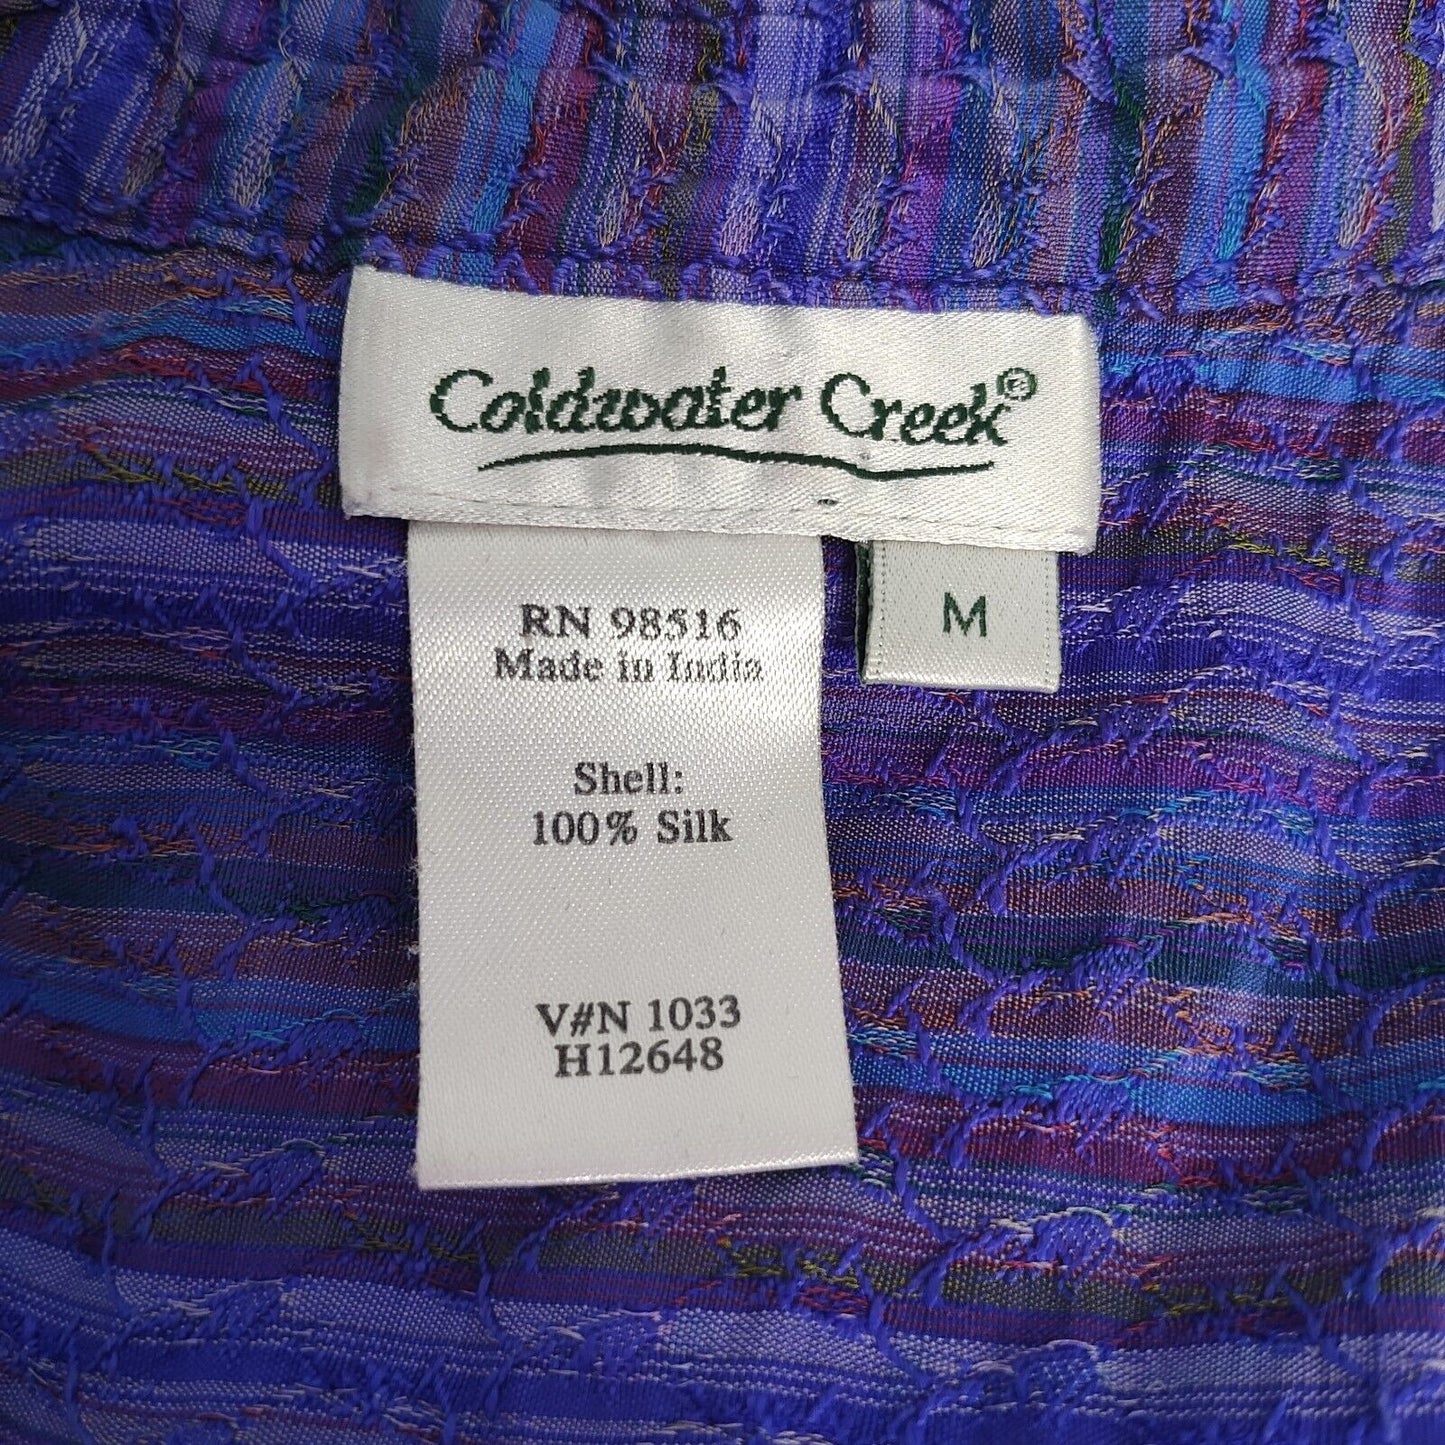 Coldwater Creek®
M
RN 98516
Made in India
Shell:
100% Silk
V#N 1033
H12648